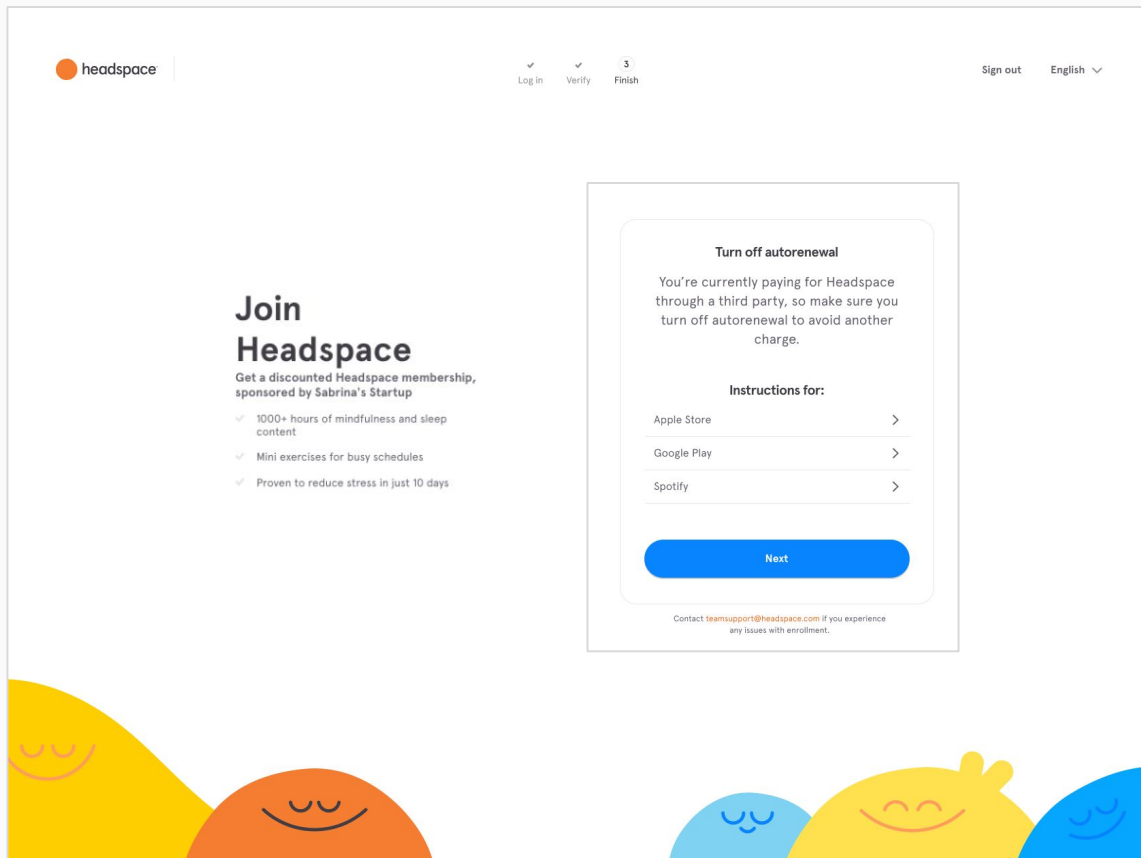 headspace
Log in
Verify
3
Finish
Sign out
English
Join
Headspace
Get a discounted Headspace membership,
sponsored by Sabrina's Startup
1000+ hours of mindfulness and sleep
content
Mini exercises for busy schedules
Proven to reduce stress in just 10 days
Turn off autorenewal
You're currently paying for Headspace
through a third party, so make sure you
turn off autorenewal to avoid another
charge.
Instructions for:
Apple Store
Google Play
Spotify
Next
Contact teamsupport@headspace.com if you experience
any issues with enrollment.